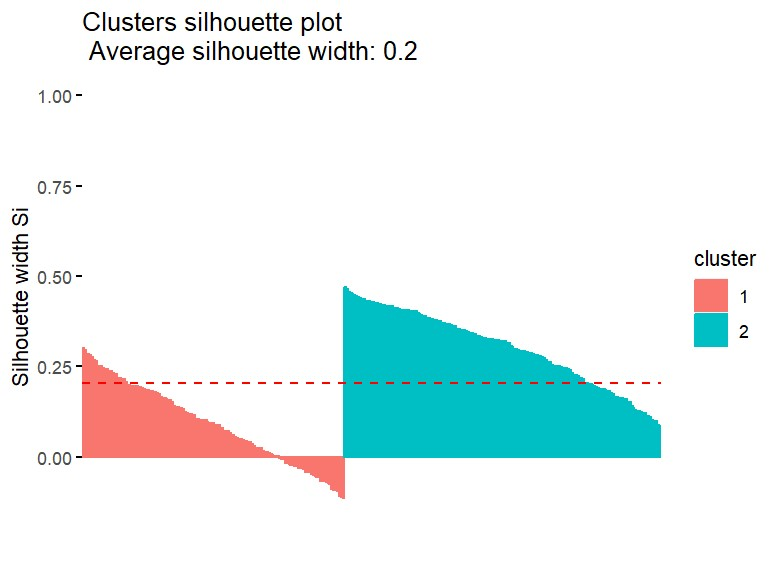 Clusters silhouette plot
Average silhouette width: 0.2
1.00
0.75
0.50
0.25
0.00
Silhouette width Si
cluster
1
2